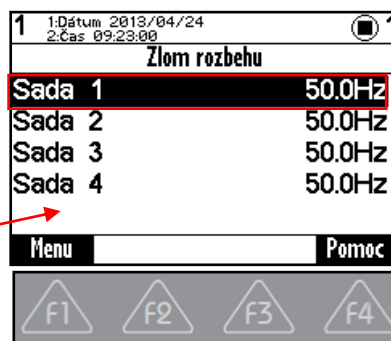 1 1:Dátum 2013/04/24 1
2:Čas 09:23:00
Zlom rozbehu
Sada 1 50.0Hz
Sada 2 50.0Hz
Sada 3 50.0Hz
Sada 4 50.0Hz
Menu Pomoc
F1 F2 F3 F4